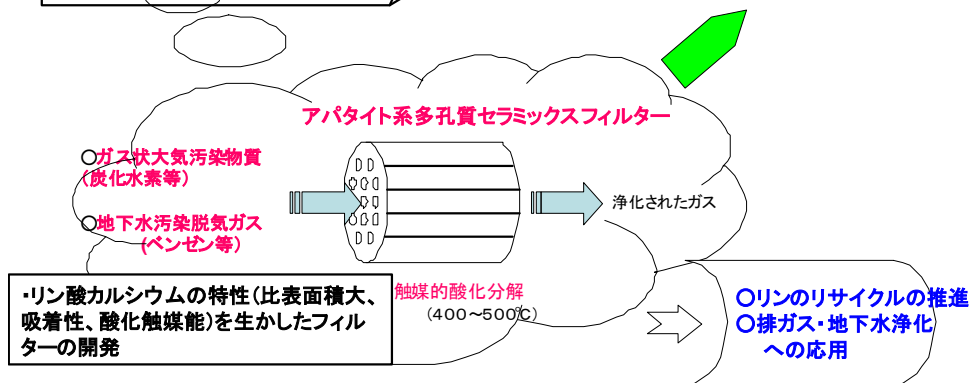 アパタイト系多孔質セラミックスフィルター
○ガス状大気汚染物質
(炭化水素等)
○地下水汚染脱気ガス
(ベンゼン等)
浄化されたガス
触媒的酸化分解
(400～500℃)
・リン酸カルシウムの特性(比表面積大、
吸着性、酸化触媒能)を生かしたフィル
ターの開発
○リンのリサイクルの推進
○排ガス・地下水浄化
への応用